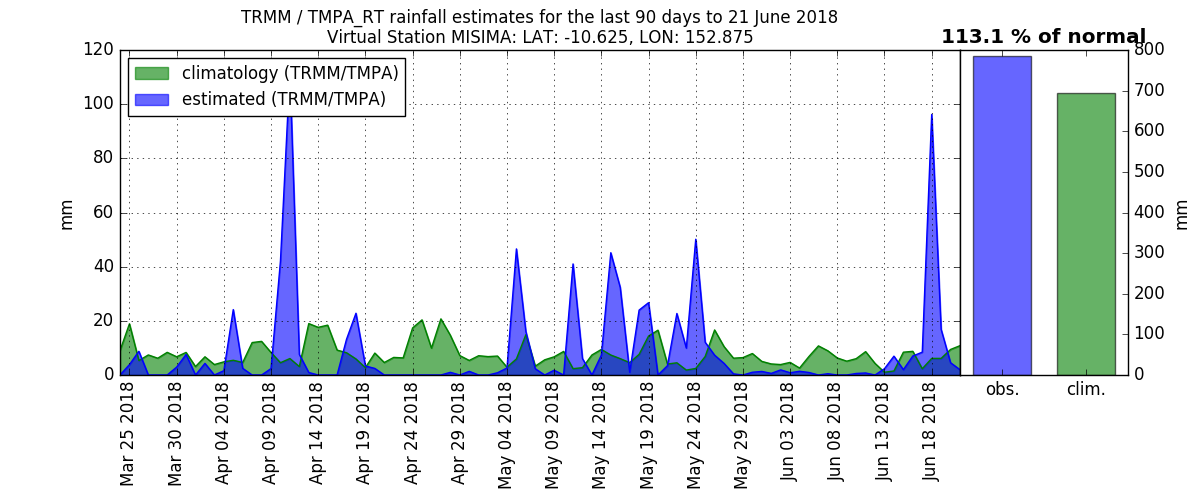 TRMM / TMPA_RT rainfall estimates for the last 90 days to 21 June 2018
Virtual Station MISIMA: LAT: -10.625, LON: 152.875
113.1 % of normal
climatology (TRMM/TMPA)
estimated (TRMM/TMPA)
120
100
80
60
40
20
0
mm
Mar 25 2018
Mar 30 2018
Apr 04 2018
Apr 09 2018
Apr 14 2018
Apr 19 2018
Apr 24 2018
Apr 29 2018
May 04 2018
May 09 2018
May 14 2018
May 19 2018
May 24 2018
May 29 2018
Jun 03 2018
Jun 08 2018
Jun 13 2018
Jun 18 2018
800
700
600
500
400
300
200
100
0
mm
obs.
clim.